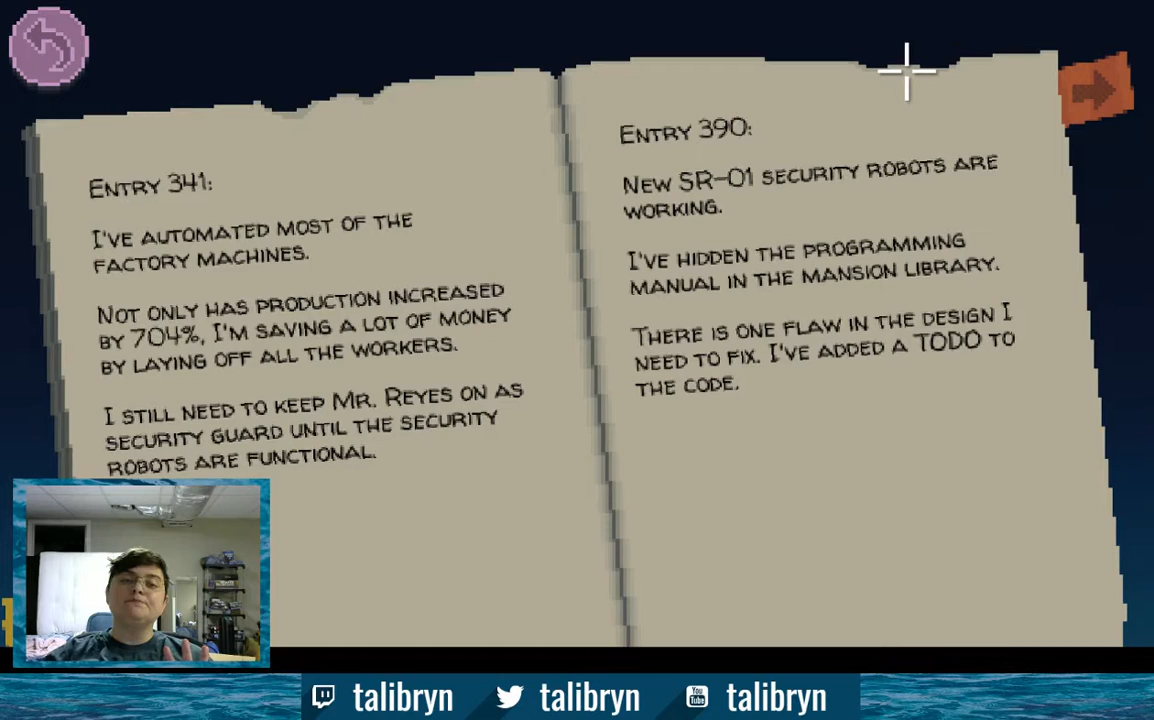 ENTRY 341:
I'VE AUTOMATED MOST OF THE
FACTORY MACHINES.
NOT ONLY HAS PRODUCTION INCREASED
BY 704%, I'M SAVING A LOT OF MONEY
BY LAYING OFF ALL THE WORKERS.
I STILL NEED TO KEEP MR. REYES ON AS
SECURITY GUARD UNTIL THE SECURITY
ROBOTS ARE FUNCTIONAL.
ENTRY 390:
NEW SR-01 SECURITY ROBOTS ARE
WORKING.
I'VE HIDDEN THE PROGRAMMING
MANUAL IN THE MANSION LIBRARY.
THERE IS ONE FLAW IN THE DESIGN I
NEED TO FIX. I'VE ADDED A TODO TO
THE CODE.
talibryn talibryn You Tube talibryn